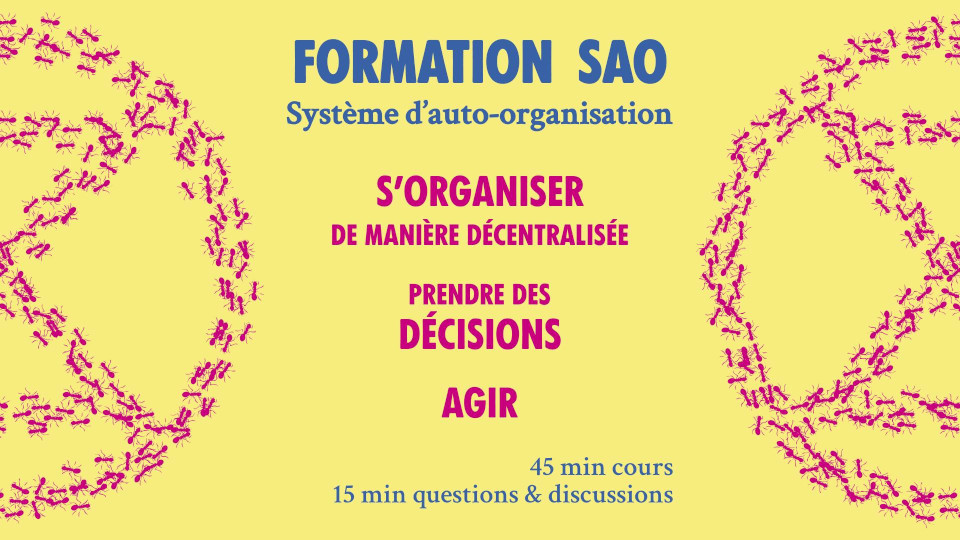 FORMATION SAO
Système d’auto-organisation
S’ORGANISER
DE MANIÈRE DÉCENTRALISÉE
PRENDRE DES
DÉCISIONS
AGIR
45 min cours
15 min questions & discussions